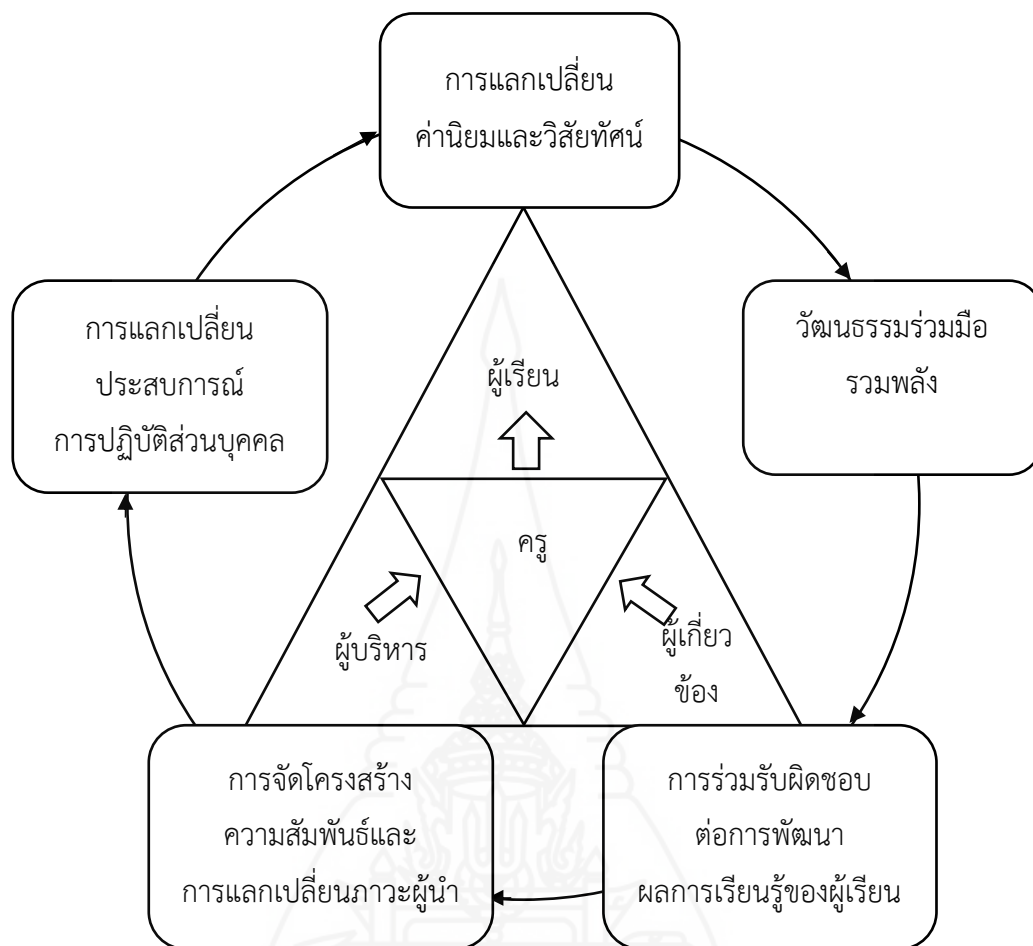 การแลกเปลี่ยน
ค่านิยมและวิสัยทัศน์
การแลกเปลี่ยน
ประสบการณ์
การปฏิบัติส่วนบุคคล
วัฒนธรรมร่วมมือ
รวมพลัง
ผู้เรียน
ครู
ผู้บริหาร
ผู้เกี่ยว
ข้อง
การจัดโครงสร้าง
ความสัมพันธ์และ
การแลกเปลี่ยนภาวะผู้นำ
การร่วมรับผิดชอบ
ต่อการพัฒนา
ผลการเรียนรู้ของผู้เรียน